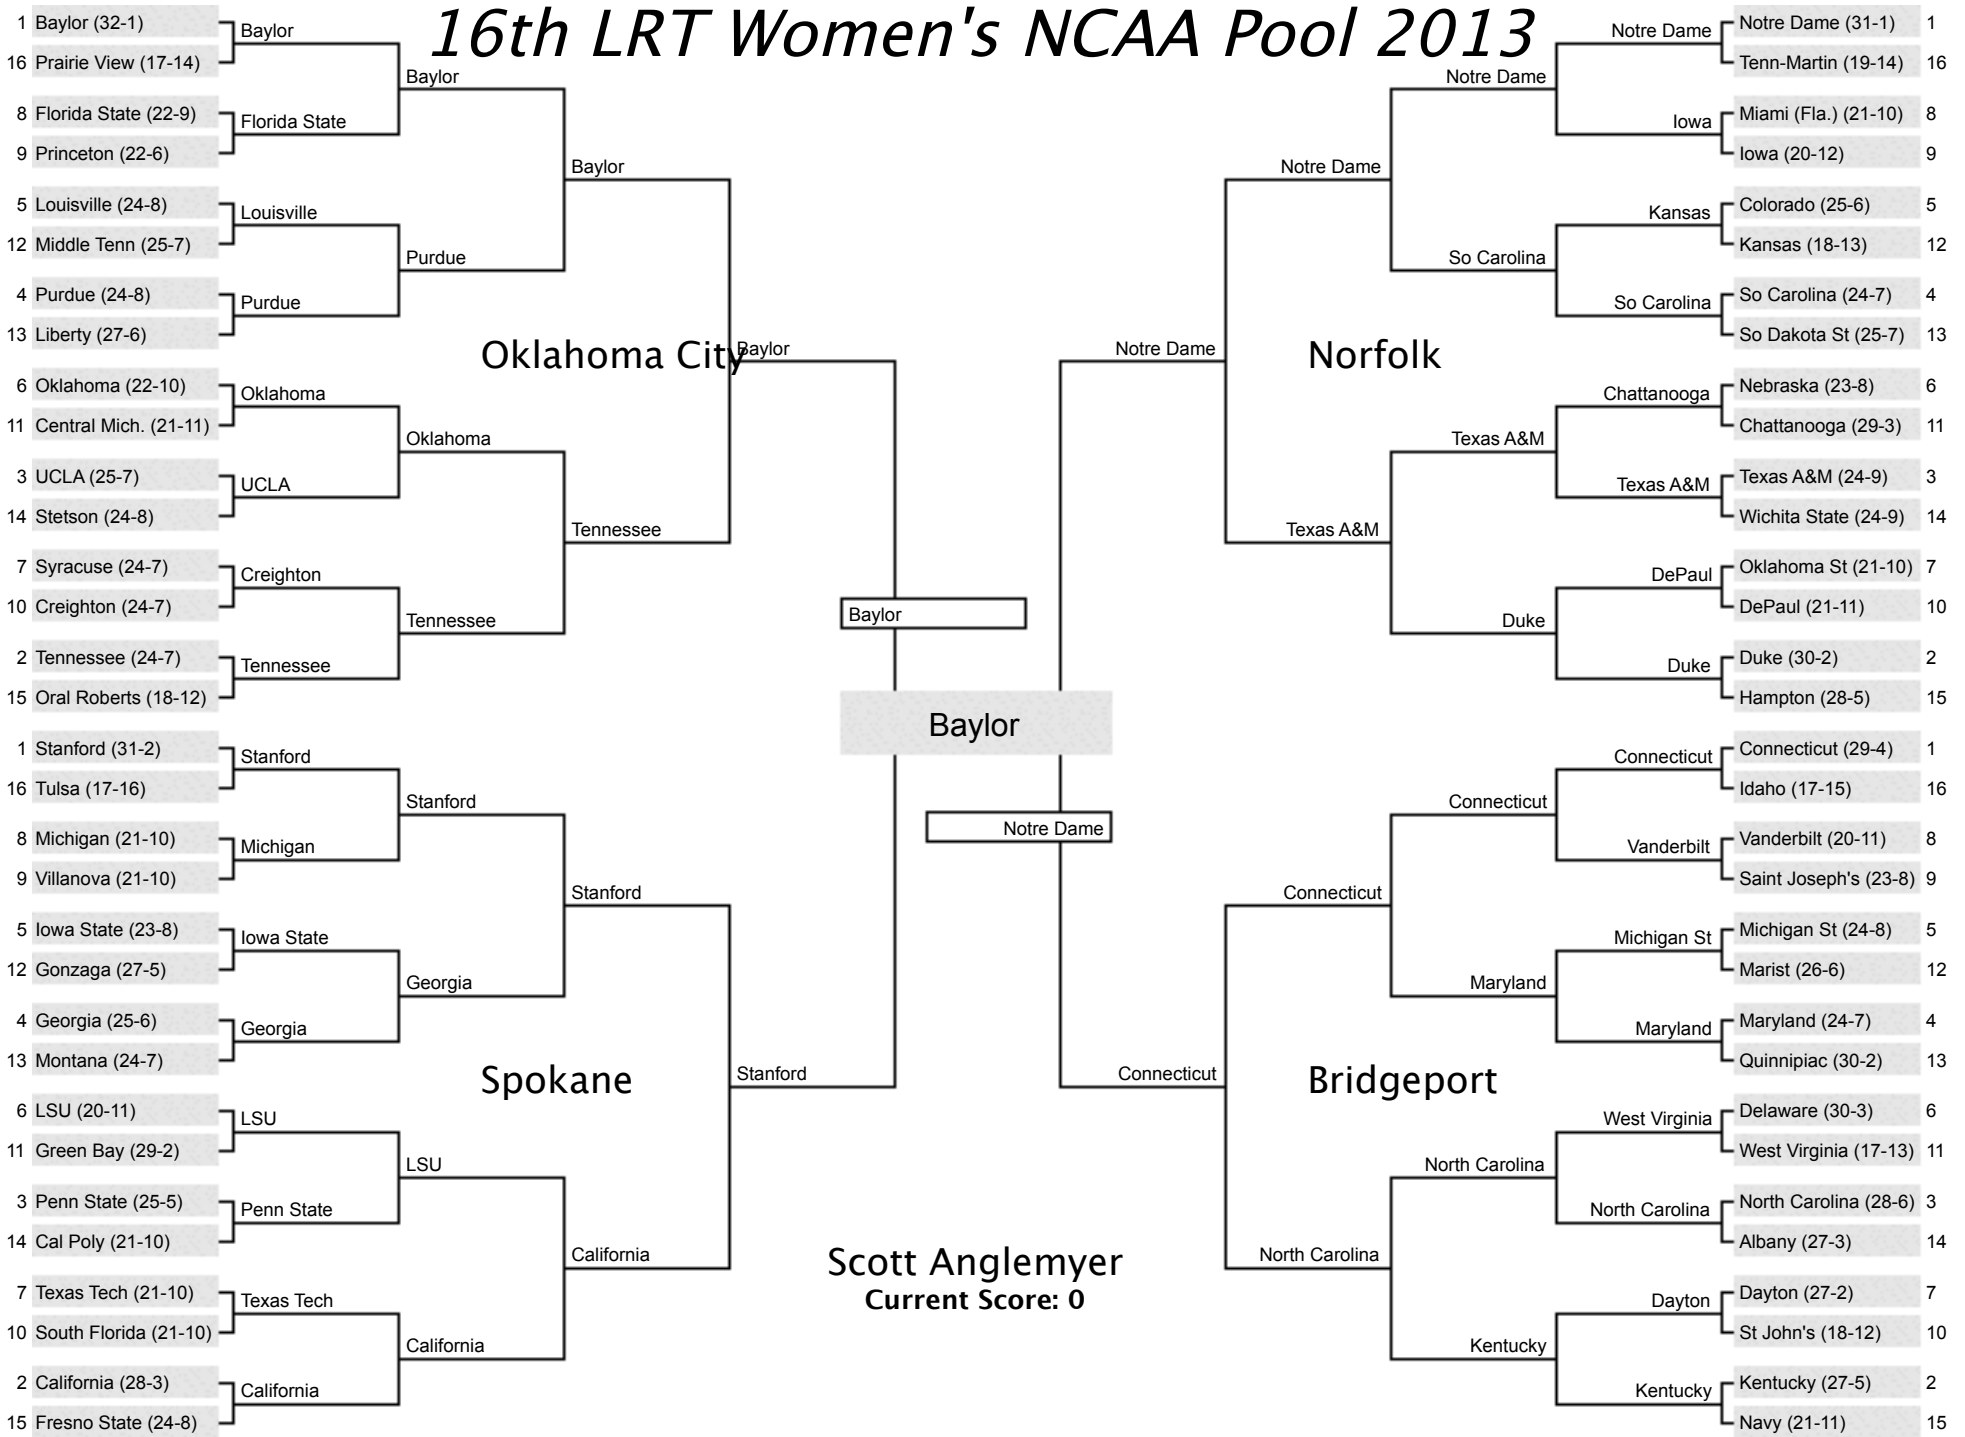 16th LRT Women's NCAA Pool 2013
1 Baylor (32-1)
16 Prairie View (17-14)
8 Florida State (22-9)
9 Princeton (22-6)
5 Louisville (24-8)
12 Middle Tenn (25-7)
4 Purdue (24-8)
13 Liberty (27-6)
6 Oklahoma (22-10)
11 Central Mich. (21-11)
3 UCLA (25-7)
14 Stetson (24-8)
7 Syracuse (24-7)
10 Creighton (24-7)
2 Tennessee (24-7)
15 Oral Roberts (18-12)
Baylor
Florida State
Louisville
Purdue
Oklahoma
UCLA
Creighton
Tennessee
Baylor
Purdue
Oklahoma
Tennessee
Baylor
Tennessee
Oklahoma City
Baylor
1 Stanford (31-2)
16 Tulsa (17-16)
8 Michigan (21-10)
9 Villanova (21-10)
5 Iowa State (23-8)
12 Gonzaga (27-5)
4 Georgia (25-6)
13 Montana (24-7)
6 LSU (20-11)
11 Green Bay (29-2)
3 Penn State (25-5)
14 Cal Poly (21-10)
7 Texas Tech (21-10)
10 South Florida (21-10)
2 California (28-3)
15 Fresno State (24-8)
Stanford
Michigan
Iowa State
Georgia
LSU
Penn State
Texas Tech
California
Stanford
Georgia
LSU
California
Stanford
California
Spokane
Stanford
Baylor
Baylor
Notre Dame
Scott Anglemyer
Current Score: 0
Notre Dame (31-1) 1
Tenn-Martin (19-14) 16
Miami (Fla.) (21-10) 8
Iowa (20-12) 9
Colorado (25-6) 5
Kansas (18-13) 12
So Carolina (24-7) 4
So Dakota St (25-7) 13
Nebraska (23-8) 6
Chattanooga (29-3) 11
Texas A&M (24-9) 3
Wichita State (24-9) 14
Oklahoma St (21-10) 7
DePaul (21-11) 10
Duke (30-2) 2
Hampton (28-5) 15
Notre Dame
Iowa
Kansas
So Carolina
Chattanooga
Texas A&M
DePaul
Duke
Notre Dame
So Carolina
Texas A&M
Duke
Notre Dame
Texas A&M
Norfolk
Notre Dame
Connecticut (29-4) 1
Idaho (17-15) 16
Vanderbilt (20-11) 8
Saint Joseph's (23-8) 9
Michigan St (24-8) 5
Marist (26-6) 12
Maryland (24-7) 4
Quinnipiac (30-2) 13
Delaware (30-3) 6
West Virginia (17-13) 11
North Carolina (28-6) 3
Albany (27-3) 14
Dayton (27-2) 7
St John's (18-12) 10
Kentucky (27-5) 2
Navy (21-11) 15
Connecticut
Vanderbilt
Michigan St
Maryland
West Virginia
North Carolina
Dayton
Kentucky
Connecticut
Maryland
North Carolina
Kentucky
Connecticut
North Carolina
Bridgeport
Connecticut